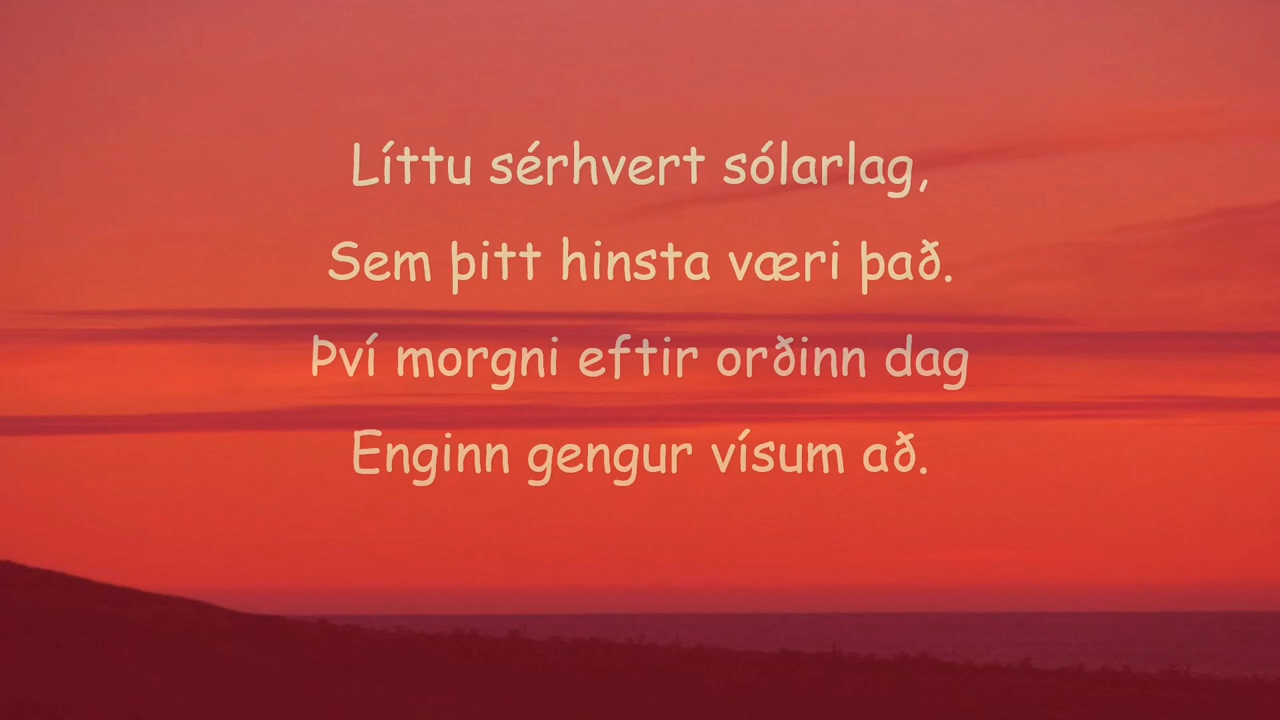 Líttu sérhvert sólarlag,
Sem þitt hinsta væri það.
Því morgni eftir orðinn dag
Enginn gengur vísum að.